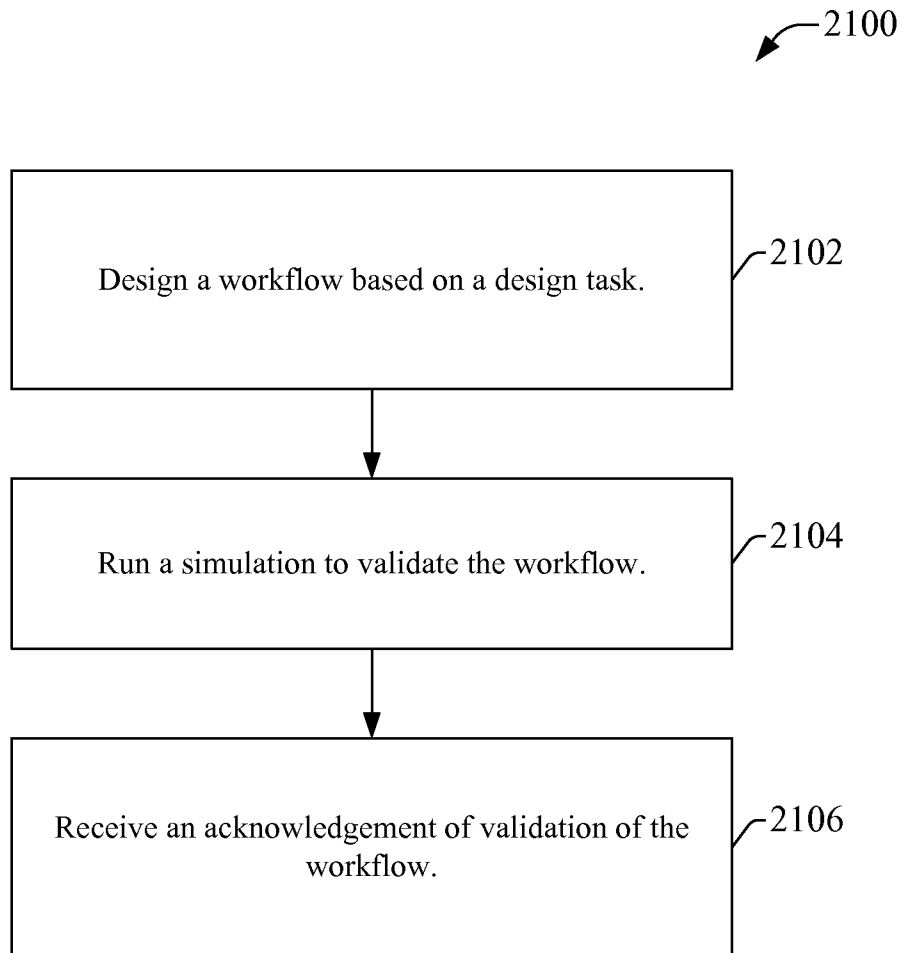 2100
Design a workflow based on a design task.
2102
Run a simulation to validate the workflow.
2104
Receive an acknowledgement of validation of the
workflow.
2106